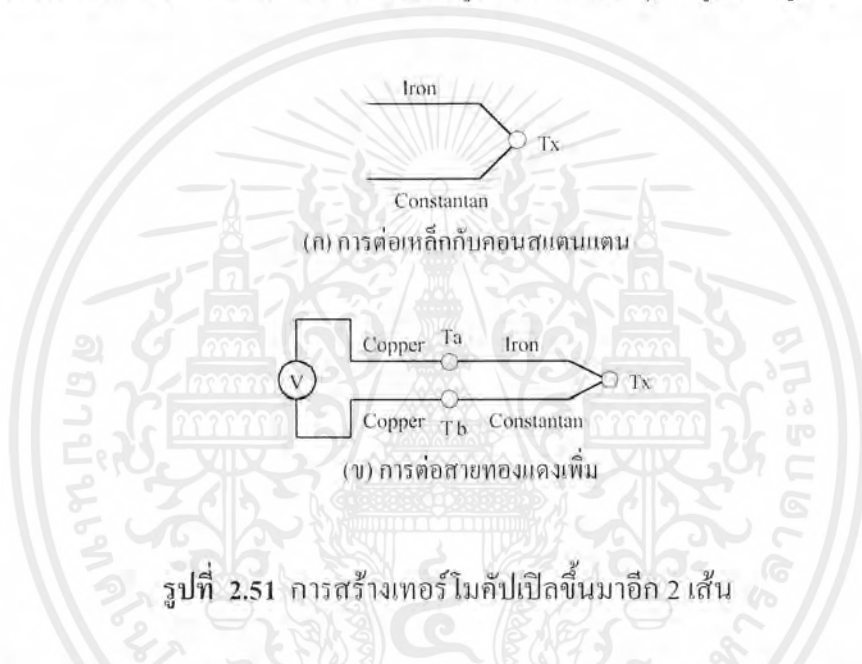 Iron
Tx
Constantan
(ก) การต่อเหล็กกับคอนสแตนแตน
Copper Ta Iron
V
Tx
Copper Tb Constantan
(ข) การต่อสายทองแดงเพิ่ม
รูปที่ 2.51 การสร้างเทอร์โมคัปเปิลขึ้นมาอีก 2 เส้น